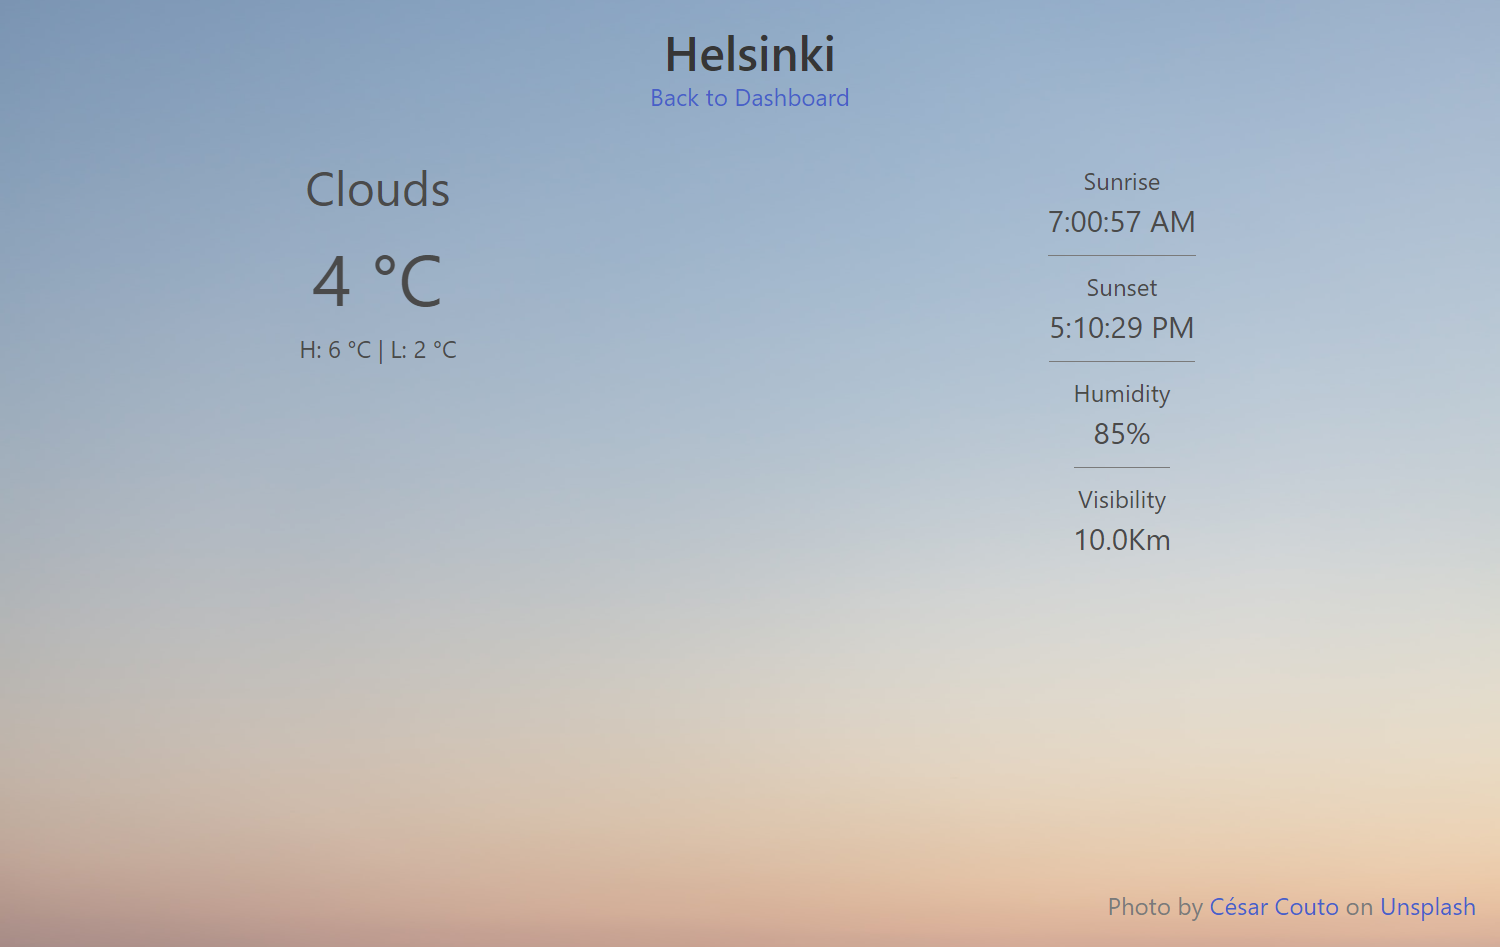 Helsinki
Back to Dashboard
Clouds
4 °C
H: 6 °C | L: 2 °C
Sunrise
7:00:57 AM
Sunset
5:10:29 PM
Humidity
85%
Visibility
10.0Km
Photo by César Couto on Unsplash